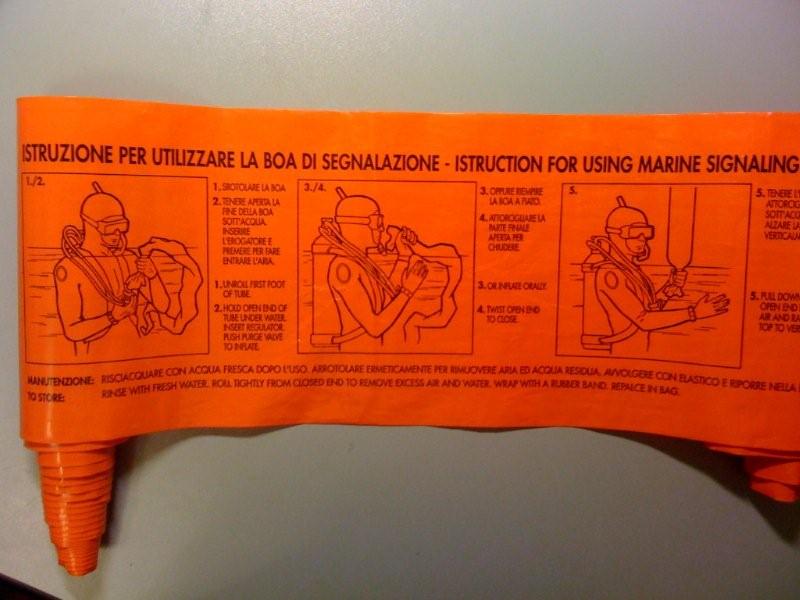 ISTRUZIONE PER UTILIZZARE LA BOA DI SEGNALAZIONE - ISTRUCTION FOR USING MARINE SIGNALING
1./2.
1. SROTOLARE LA BOA
2. TENERE APERTA LA
FINE DELLA BOA
SOTT'ACQUA.
INSERIRE
L'EROGATORE E
PREMERE PER FARE
ENTRARE L'ARIA.
1. UNROLL FIRST FOOT
OF TUBE.
2. HOLD OPEN END OF
TUBE UNDER WATER.
INSERT REGULATOR.
PUSH PURGE VALVE
TO INFLATE.
3./4.
3. OPPURE RIEMPIRE
LA BOA A FIATO.
4. ATTORCIGLIARE LA
PARTE FINALE
APERTA PER
CHIUDERE.
3. OR INFLATE ORALLY.
4. TWIST OPEN END
TO CLOSE.
5.
5. TENERE L'
ATTORCIG
SOTT'ACQ
ALZARE LA
VERTICALM
5. PULL DOWN
OPEN END
AIR AND RA
TOP TO VER
MANUTENZIONE: RISCIACQUARE CON ACQUA FRESCA DOPO L'USO. ARROTOLARE ERMETICAMENTE PER RIMUOVERE ARIA ED ACQUA RESIDUA. AVVOLGERE CON ELASTICO E RIPORRE NELLA
TO STORE: RINSE WITH FRESH WATER. ROLL TIGHTLY FROM CLOSED END TO REMOVE EXCESS AIR AND WATER. WRAP WITH A RUBBER BAND. REPALCE IN BAG.